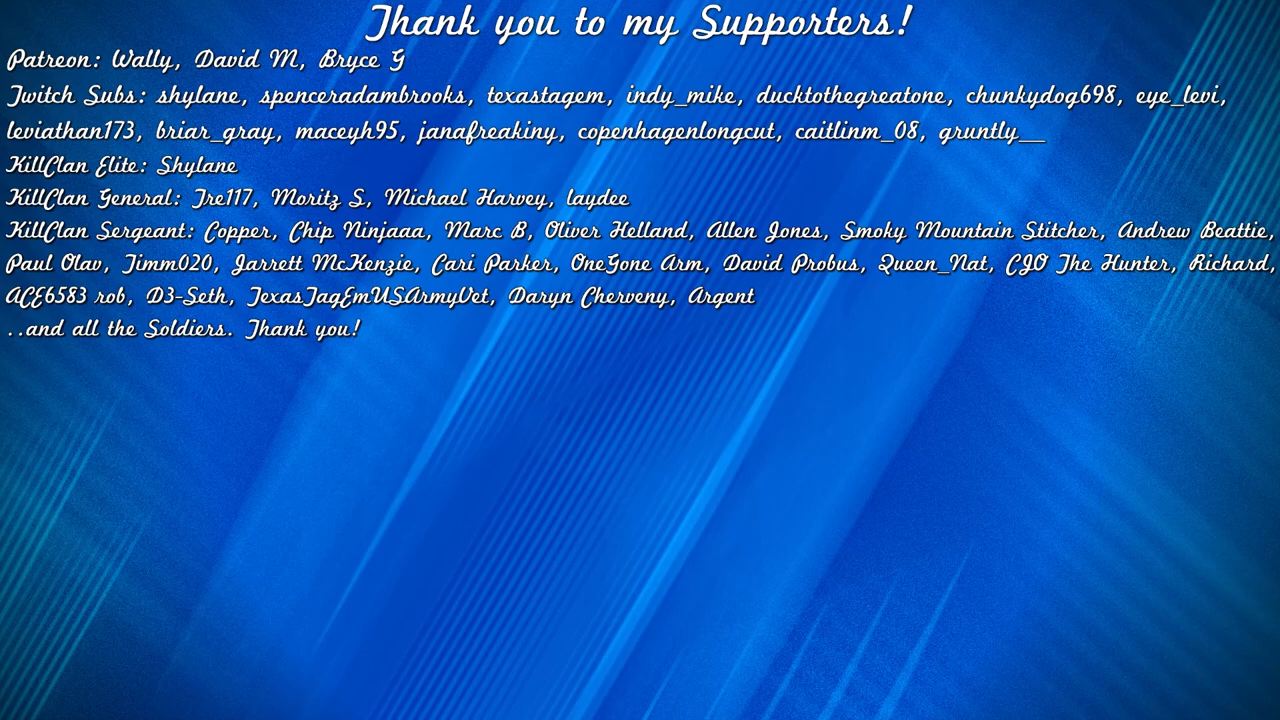 Thank you to my Supporters!
Patreon: Wally, David M, Bryce G
Twitch Subs: shylane, spenceradambrooks, texastagem, indy_mike, ducktothegreatone, chunkydog698, eye_levi,
leviathan173, briar_gray, maceyh95, janafreakiny, copenhagenlongcut, caitlinm_08, gruntly__
KillClan Elite: Shylane
KillClan General: Tre117, Moritz S, Michael Harvey, laydee
KillClan Sergeant: Copper, Chip Ninjaaa, Marc B, Oliver Helland, Allen Jones, Smoky Mountain Stitcher, Andrew Beattie,
Paul Olav, Timm020, Jarrett McKenzie, Cari Parker, OneGone Arm, David Probus, Queen_Nat, CJO The Hunter, Richard,
ACE6583 rob, D3-Seth, TexasTagEmUSArmyVet, Daryn Cherveny, Argent
..and all the Soldiers. Thank you!